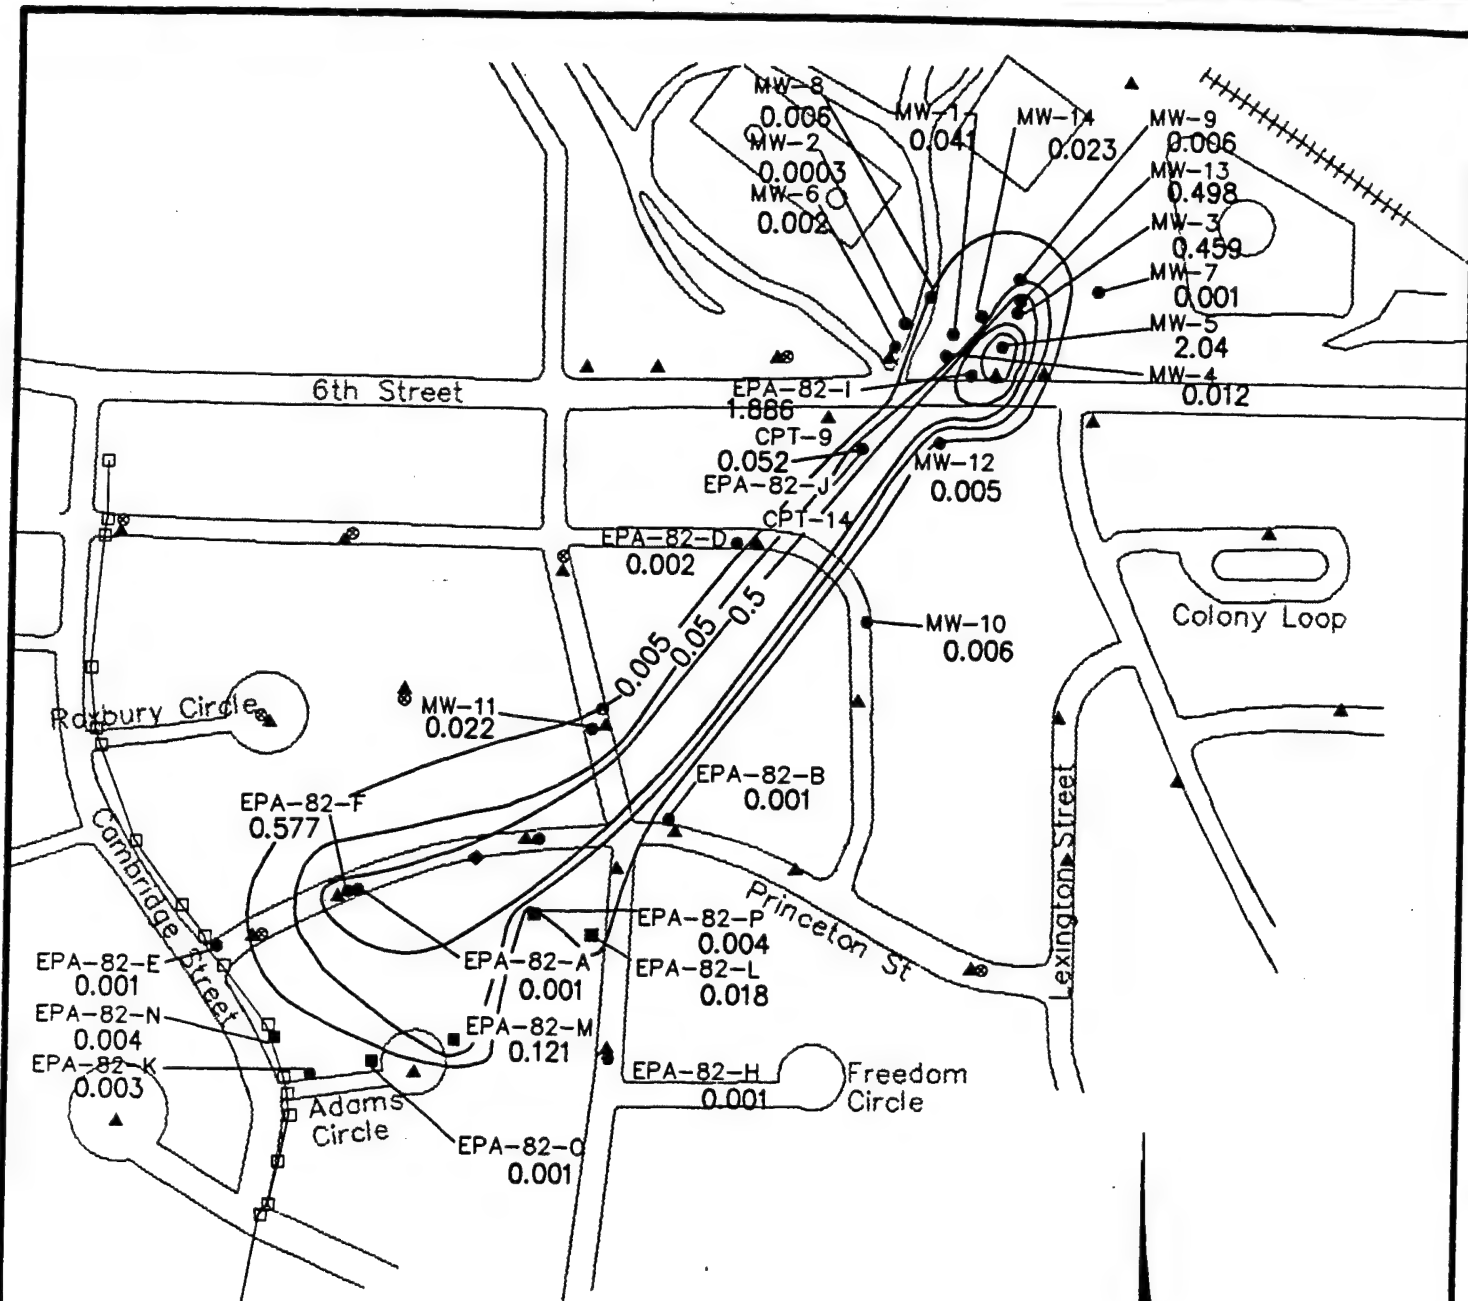 MW-8
0.006
MW-2
0.0003
MW-6
0.002
MW-1
0.041
MW-14
0.023
MW-9
0.006
MW-13
0.498
MW-3
0.459
MW-7
0.001
MW-5
2.04
MW-4
0.012
6th Street
EPA-82-I
1.886
CPT-9
0.052
EPA-82-J
CPT-14
MW-12
0.005
EPA-82-D
0.002
0.005
0.05
0.5
MW-10
0.006
Colony Loop
Roxbury Circle
MW-11
0.022
EPA-82-B
0.001
EPA-82-F
0.577
Cambridge Street
Princeton St
Lexington Street
EPA-82-P
0.004
EPA-82-L
0.018
EPA-82-A
0.001
EPA-82-E
0.001
EPA-82-N
0.004
EPA-82-K
0.003
EPA-82-M
0.121
EPA-82-H
0.001
Freedom
Circle
Adams
Circle
EPA-82-O
0.001